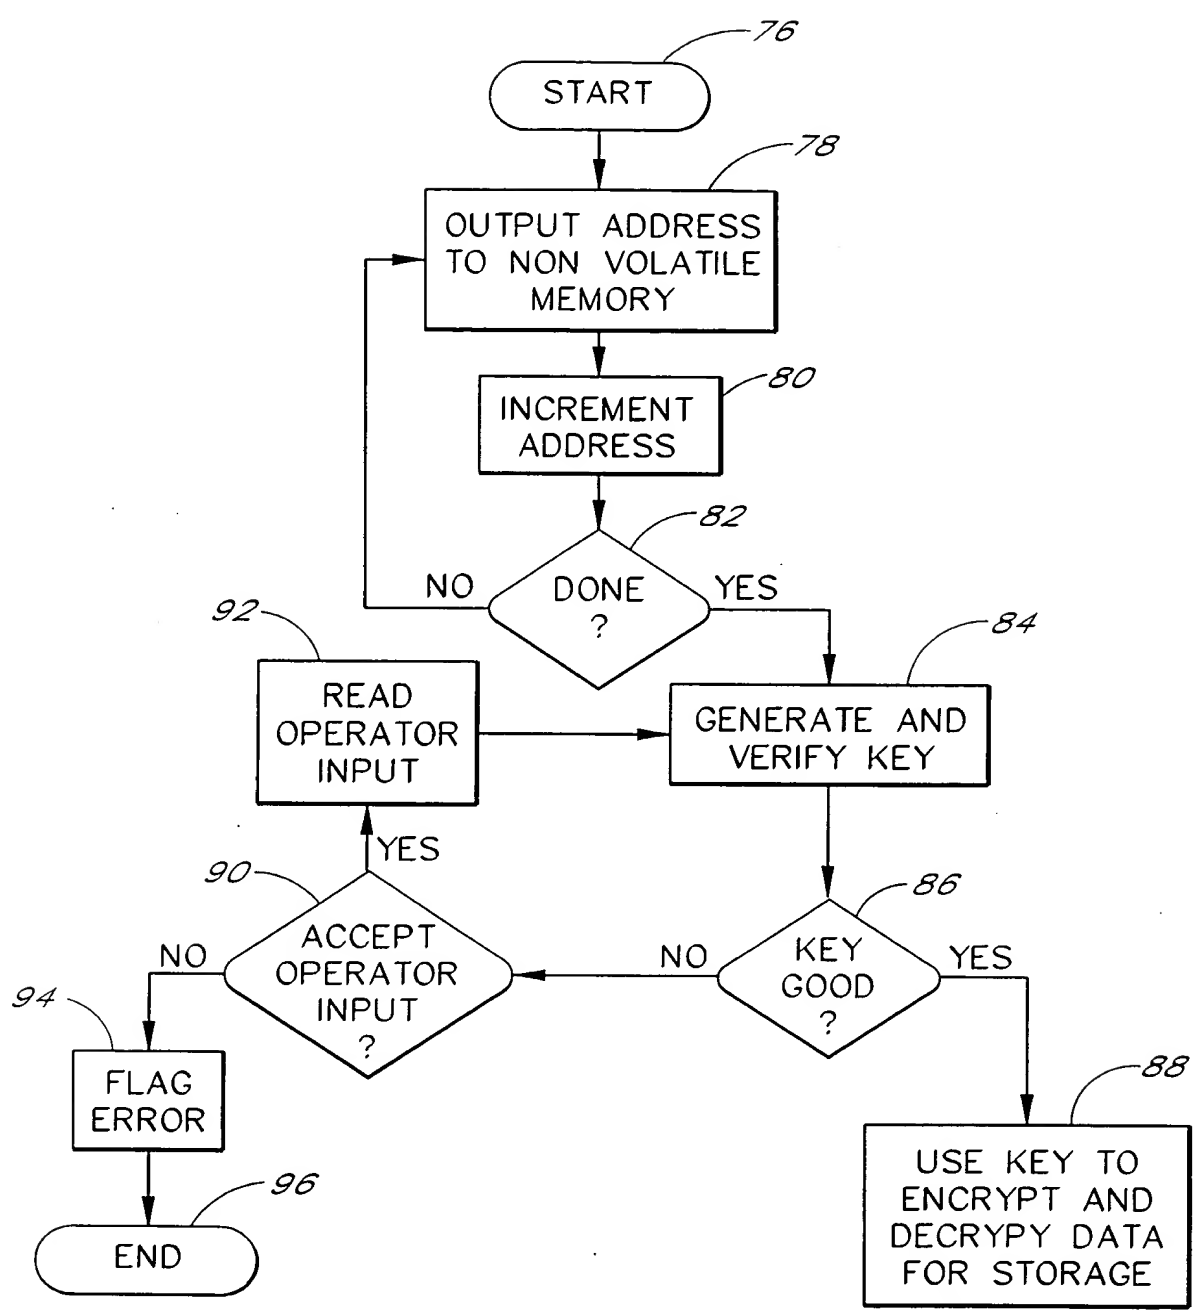 76
START
78
OUTPUT ADDRESS
TO NON VOLATILE
MEMORY
80
INCREMENT
ADDRESS
82
DONE
?
NO
YES
92
READ
OPERATOR
INPUT
84
GENERATE AND
VERIFY KEY
YES
90
ACCEPT
OPERATOR
INPUT
?
NO
86
KEY
GOOD
?
NO
YES
94
FLAG
ERROR
88
USE KEY TO
ENCRYPT AND
DECRYPY DATA
FOR STORAGE
96
END